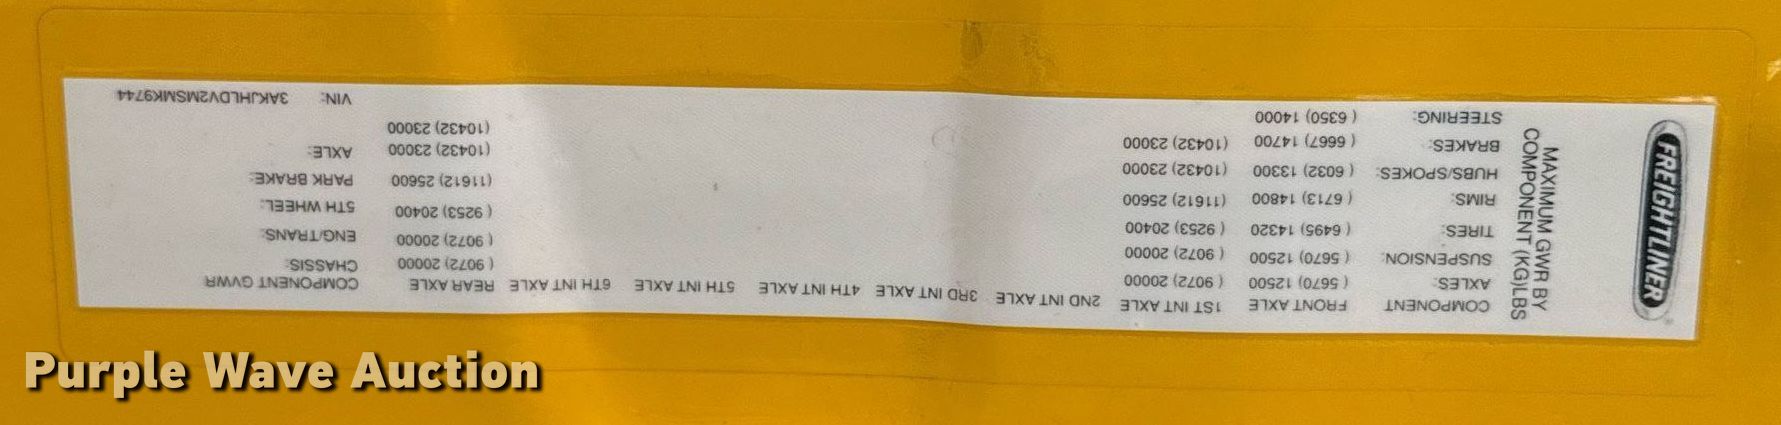 FREIGHTLINER
MAXIMUM GWR BY
COMPONENT (KG)LBS
COMPONENT FRONT AXLE 1ST INT AXLE 2ND INT AXLE 3RD INT AXLE 4TH INT AXLE 5TH INT AXLE 6TH INT AXLE REAR AXLE COMPONENT GVWR
AXLES: ( 5670) 12500 ( 9072) 20000 ( 9072) 20000 CHASSIS:
SUSPENSION: ( 5670) 12500 ( 9072) 20000 ( 9072) 20000 ENG/TRANS:
TIRES: ( 6495) 14320 ( 9253) 20400 ( 9253) 20400 5TH WHEEL:
RIMS: ( 6713) 14800 (11612) 25600 (11612) 25600 PARK BRAKE:
HUBS/SPOKES: ( 6032) 13300 (10432) 23000 (10432) 23000 AXLE:
BRAKES: ( 6667) 14700 (10432) 23000 (10432) 23000
STEERING: ( 6350) 14000 VIN: 3AKJHLDV2MSMK9744
Purple Wave Auction